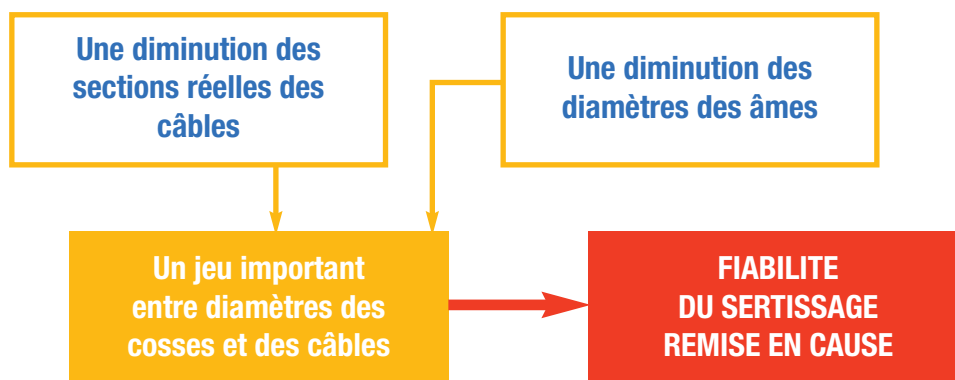 Une diminution des
sections réelles des
câbles
Une diminution des
diamètres des âmes
Un jeu important
entre diamètres des
cosses et des câbles
FIABILITE
DU SERTISSAGE
REMISE EN CAUSE